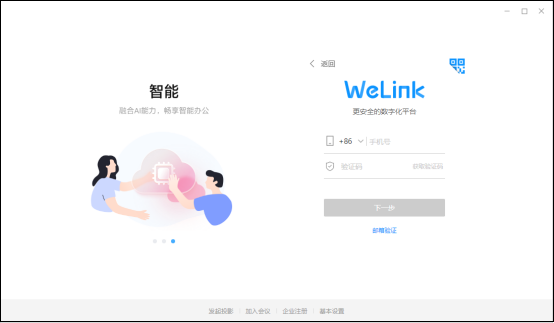 返回
智能
融合AI能力，畅享智能办公
WeLink
更安全的数字化平台
+86 手机号
验证码 获取验证码
下一步
邮箱验证
发起投影 加入会议 企业注册 基本设置